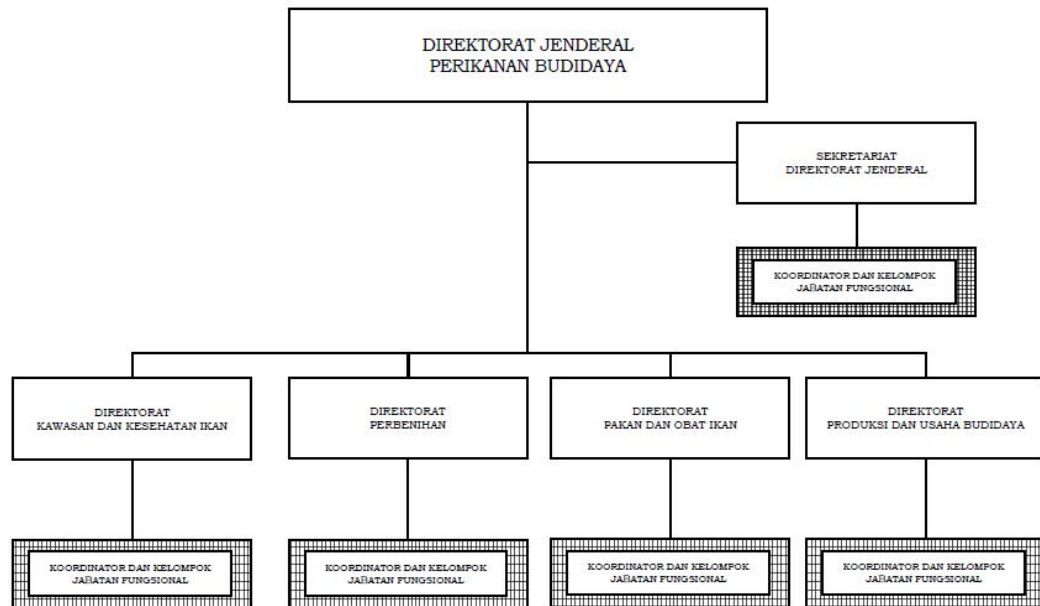 DIREKTORAT JENDERAL
PERIKANAN BUDIDAYA
SEKRETARIAT
DIREKTORAT JENDERAL
KOORDINATOR DAN KELOMPOK
JABATAN FUNGSIONAL
DIREKTORAT
KAWASAN DAN KESEHATAN IKAN
DIREKTORAT
PERBENIHAN
DIREKTORAT
PAKAN DAN OBAT IKAN
DIREKTORAT
PRODUKSI DAN USAHA BUDIDAYA
KOORDINATOR DAN KELOMPOK
JABATAN FUNGSIONAL
KOORDINATOR DAN KELOMPOK
JABATAN FUNGSIONAL
KOORDINATOR DAN KELOMPOK
JABATAN FUNGSIONAL
KOORDINATOR DAN KELOMPOK
JABATAN FUNGSIONAL